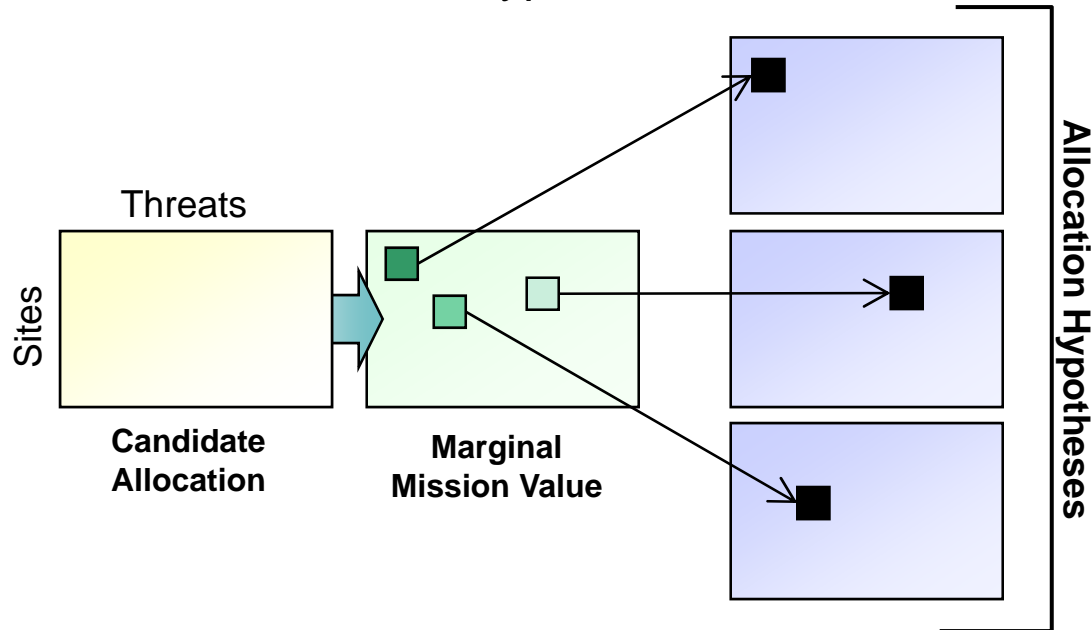 Threats
Sites
Candidate
Allocation
Marginal
Mission Value
Allocation Hypotheses